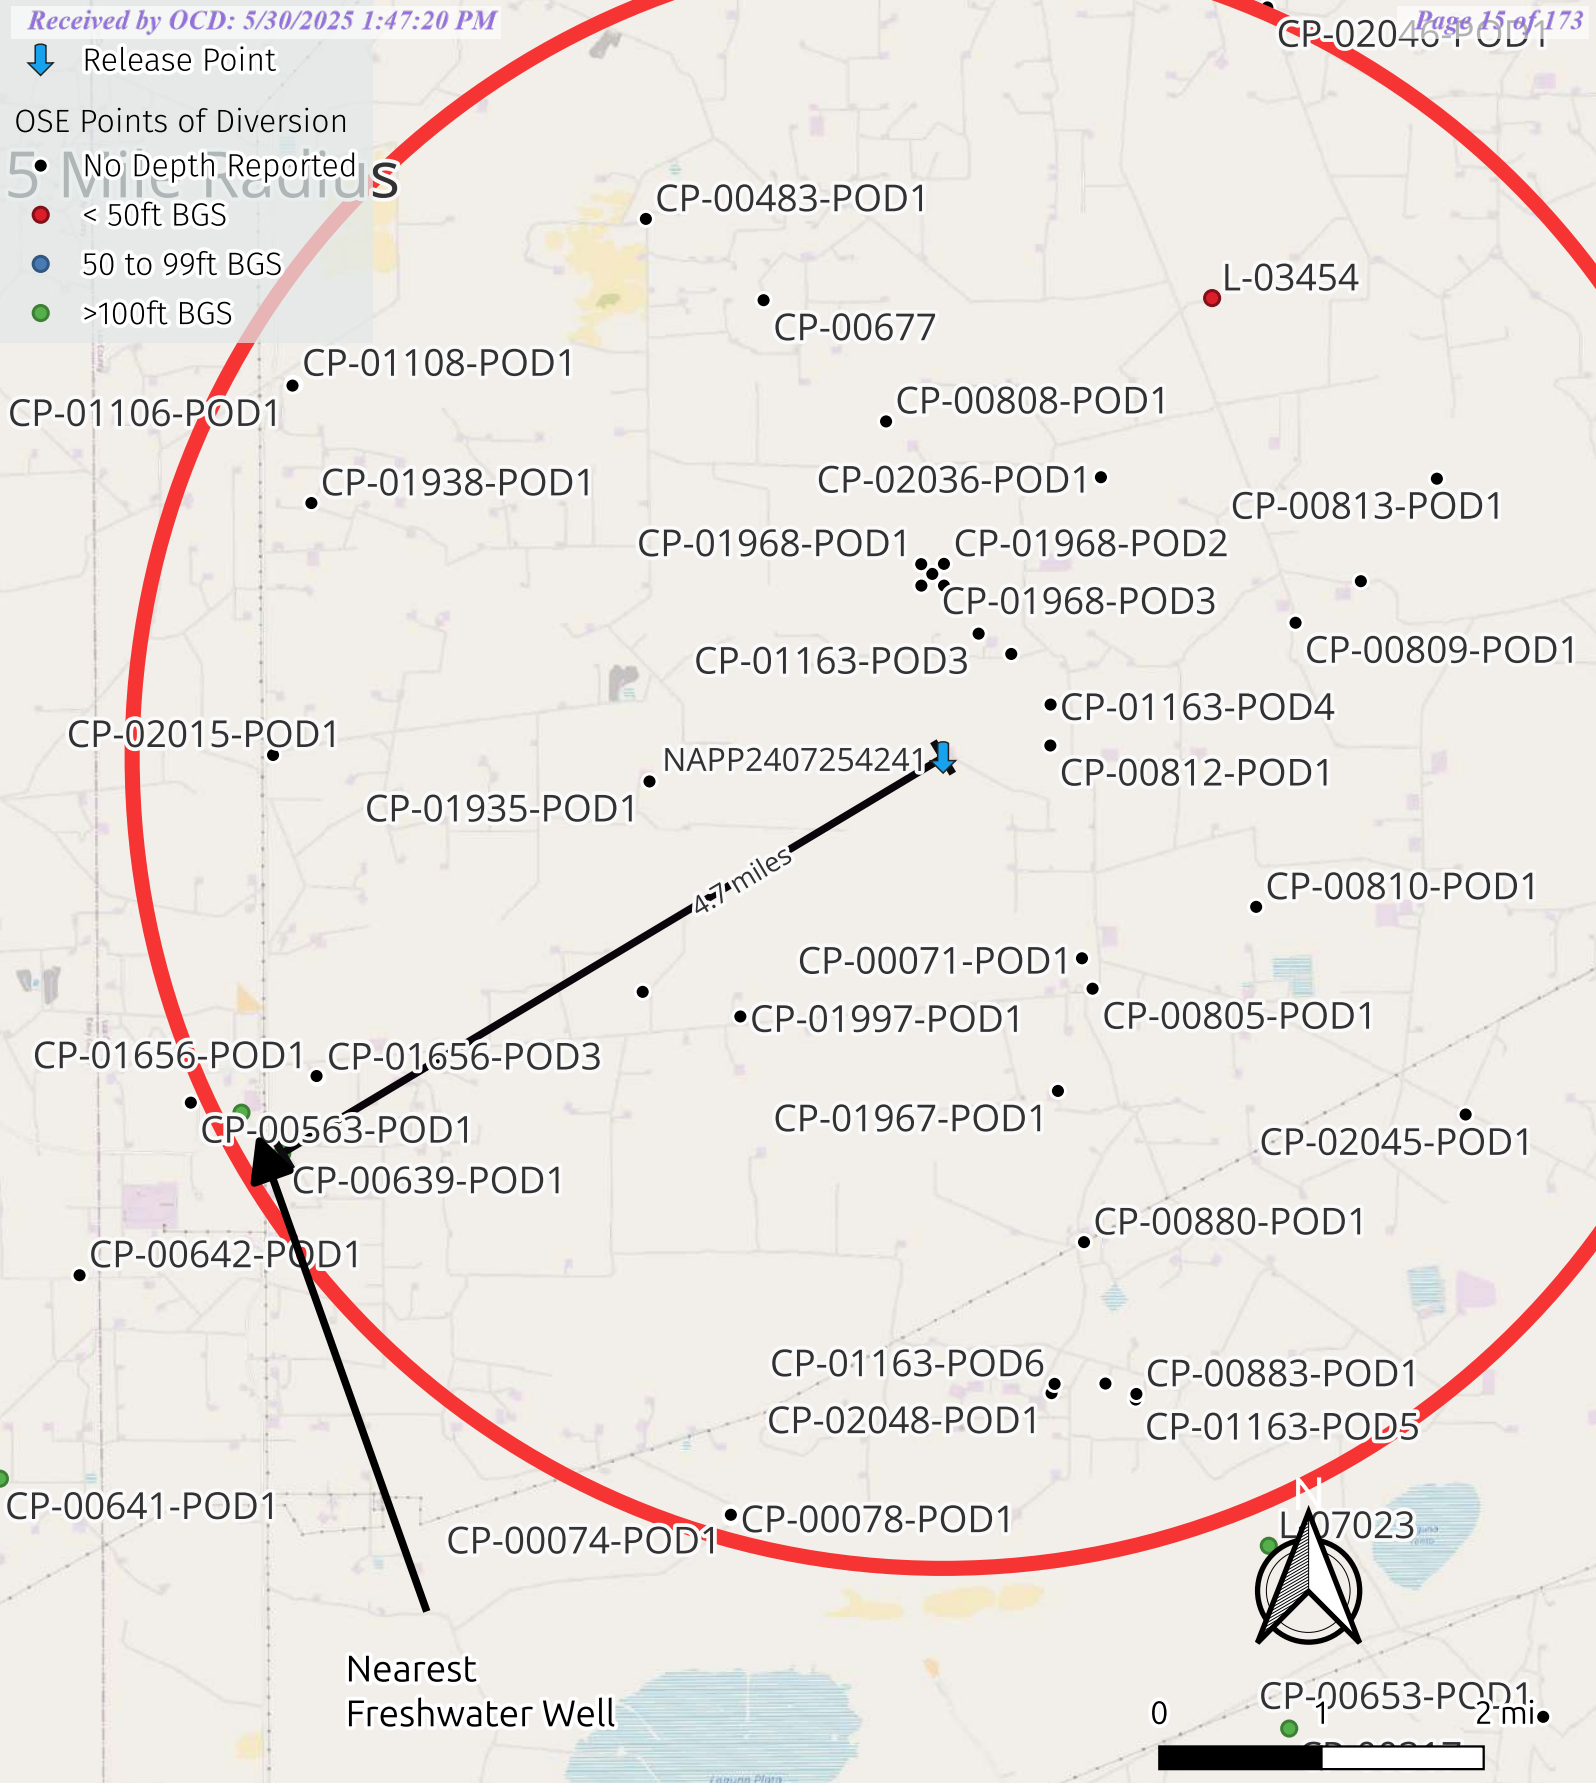 Received by OCD: 5/30/2025 1:47:20 PM
Page 15 of 173
CP-02046-POD1
Release Point
OSE Points of Diversion
No Depth Reported
5 Mile Radius
< 50ft BGS
50 to 99ft BGS
>100ft BGS
CP-00483-POD1
L-03454
CP-00677
CP-01108-POD1
CP-01106-POD1
CP-00808-POD1
CP-01938-POD1
CP-02036-POD1
CP-00813-POD1
CP-01968-POD1
CP-01968-POD2
CP-01968-POD3
CP-00809-POD1
CP-01163-POD3
CP-01163-POD4
CP-02015-POD1
NAPP2407254241
CP-00812-POD1
CP-01935-POD1
4.7 miles
CP-00810-POD1
CP-00071-POD1
CP-00805-POD1
CP-01997-POD1
CP-01656-POD1
CP-01656-POD3
CP-01967-POD1
CP-00563-POD1
CP-02045-POD1
CP-00639-POD1
CP-00880-POD1
CP-00642-POD1
CP-01163-POD6
CP-00883-POD1
CP-02048-POD1
CP-01163-POD5
CP-00641-POD1
CP-00078-POD1
CP-00074-POD1
N
L-07023
Nearest
Freshwater Well
CP-00653-POD1
0 1 2 mi
Laguna Plata